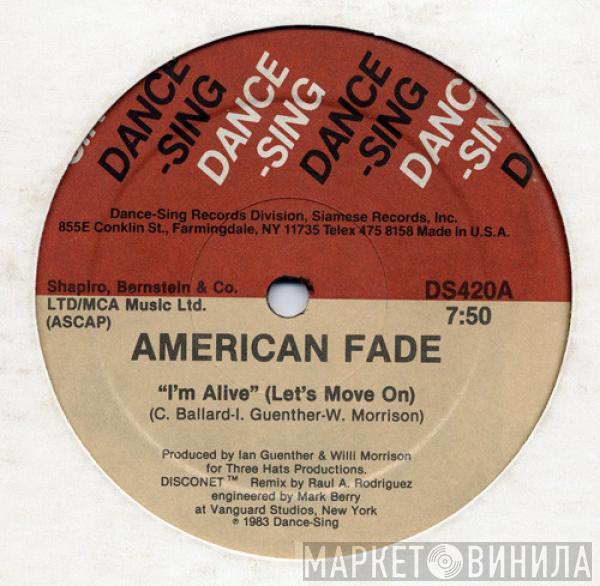 DANCE
-SING
DANCE
-SING
DANCE
-SING
DANCE
-SING
Dance-Sing Records Division, Siamese Records, Inc.
855E Conklin St., Farmingdale, NY 11735 Telex 475 8158 Made in U.S.A.
Shapiro, Bernstein & Co.
LTD/MCA Music Ltd.
(ASCAP)
DS420A
7:50
AMERICAN FADE
"I'm Alive" (Let's Move On)
(C. Ballard-I. Guenther-W. Morrison)
Produced by Ian Guenther & Willi Morrison
for Three Hats Productions.
DISCONET™ Remix by Raul A. Rodriguez
engineered by Mark Berry
at Vanguard Studios, New York
℗ 1983 Dance-Sing
МАРКЕТ ВИНИЛА